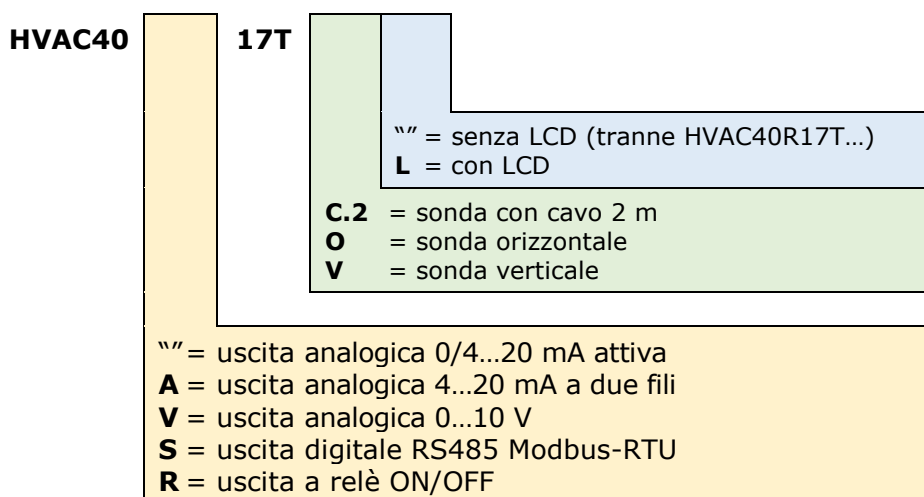 HVAC40 17T
“” = senza LCD (tranne HVAC40R17T…)
L = con LCD
C.2 = sonda con cavo 2 m
O = sonda orizzontale
V = sonda verticale
“” = uscita analogica 0/4…20 mA attiva
A = uscita analogica 4…20 mA a due fili
V = uscita analogica 0…10 V
S = uscita digitale RS485 Modbus-RTU
R = uscita a relè ON/OFF